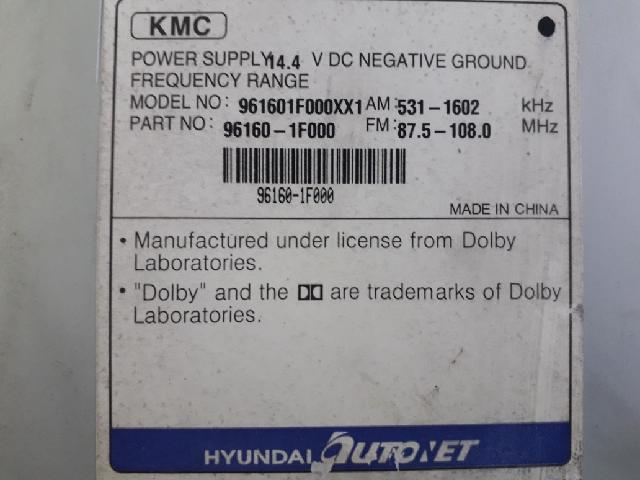 KMC
POWER SUPPLY 14.4 V DC NEGATIVE GROUND
FREQUENCY RANGE
MODEL NO: 961601F000XX1 AM: 531-1602 kHz
PART NO: 96160-1F000 FM: 87.5-108.0 MHz
96160-1F000
MADE IN CHINA
• Manufactured under license from Dolby
Laboratories.
• "Dolby" and the are trademarks of Dolby
Laboratories.
HYUNDAI AUTONET